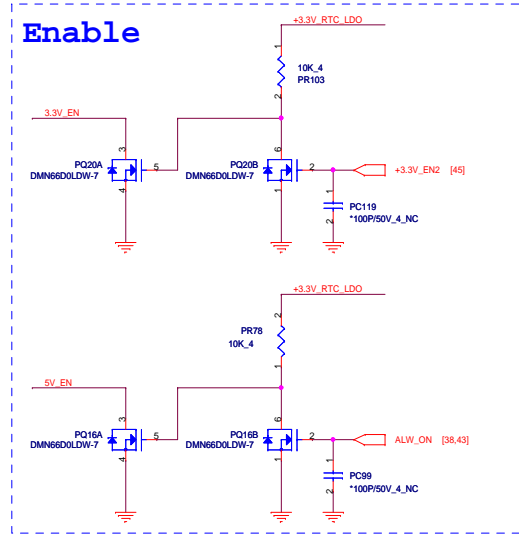 Enable
+3.3V_RTC_LDO
1
10K_4
PR103
2
3.3V_EN
3
PQ20A
DMN66D0LDW-7
5
4
6
PQ20B
DMN66D0LDW-7
2
1
+3.3V_EN2 [45]
1
PC119
*100P/50V_4_NC
2
+3.3V_RTC_LDO
2
PR78
10K_4
1
5V_EN
3
PQ16A
DMN66D0LDW-7
5
4
6
PQ16B
DMN66D0LDW-7
2
1
ALW_ON [38,43]
1
PC99
*100P/50V_4_NC
2